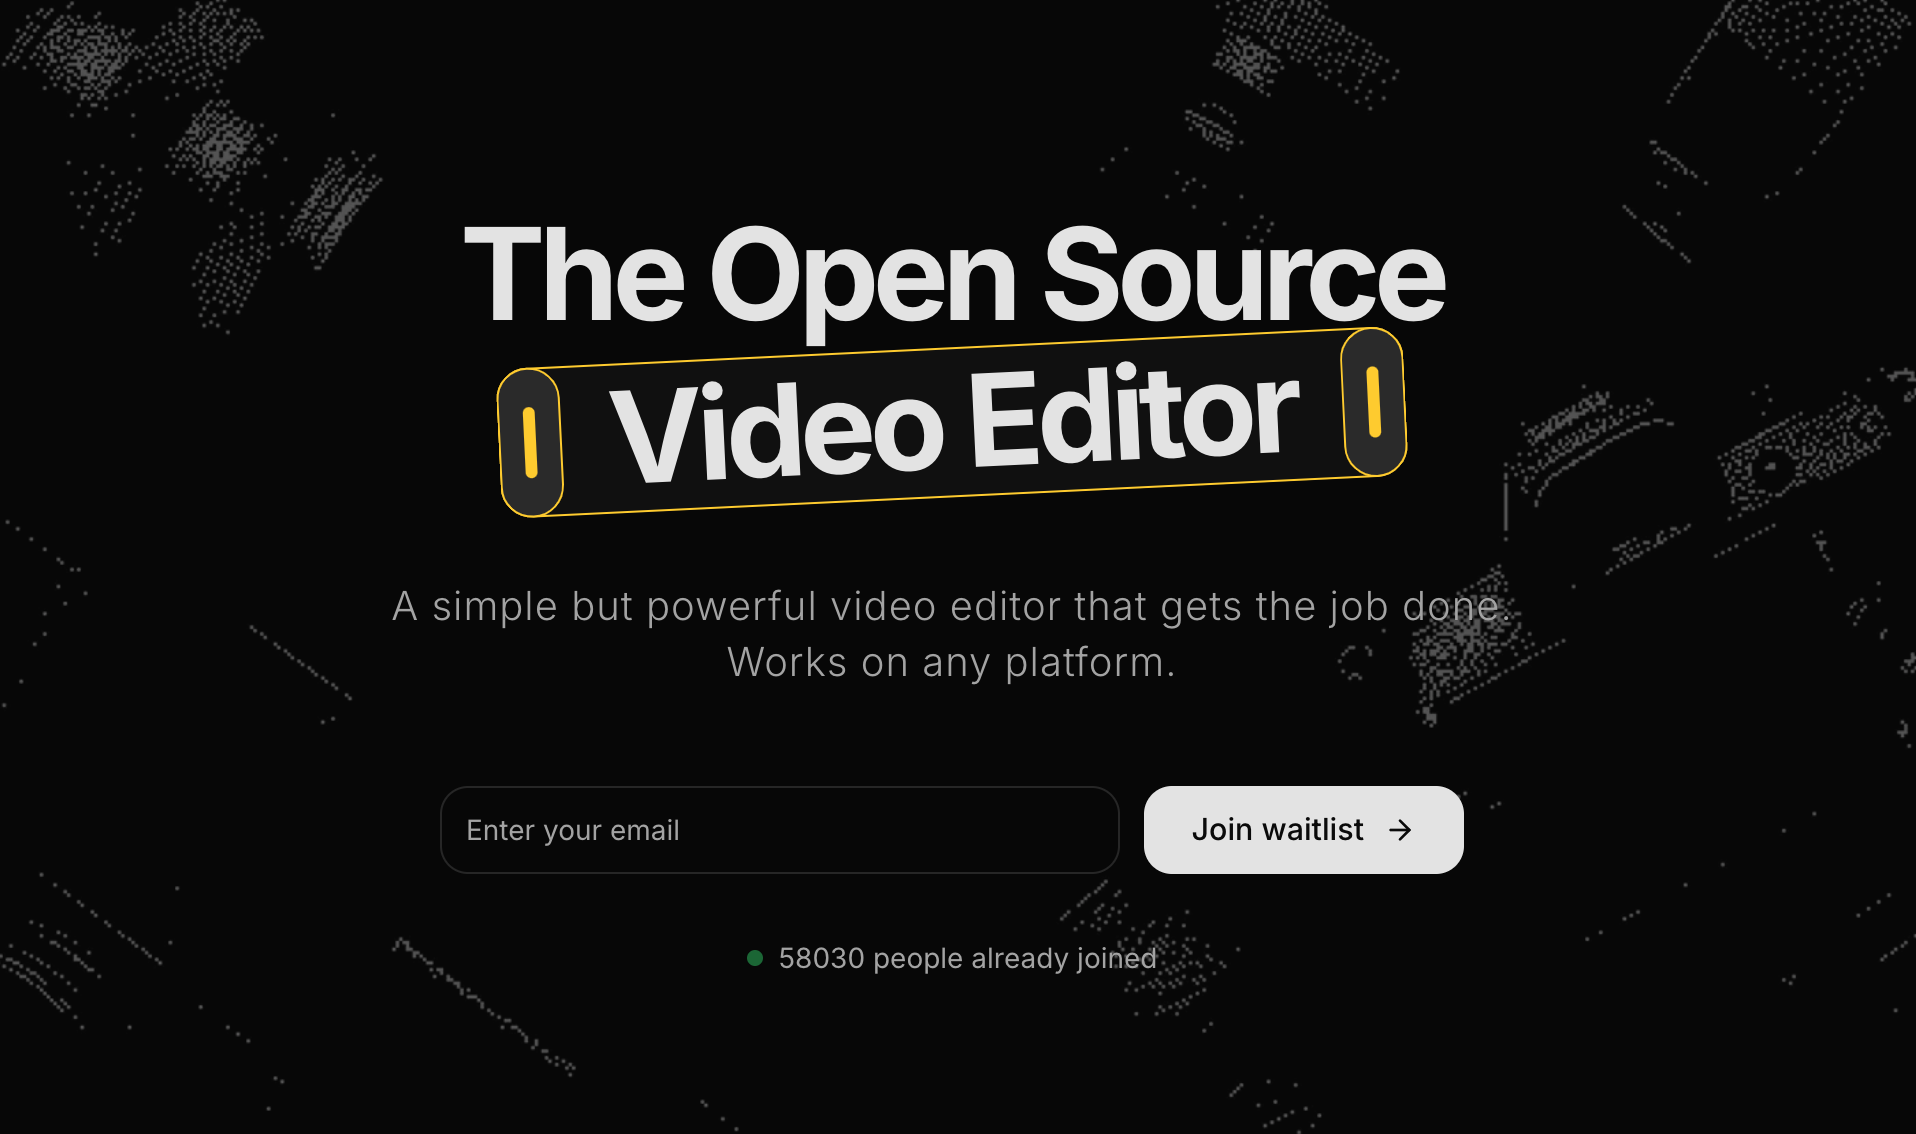 The Open Source
Video Editor
A simple but powerful video editor that gets the job done.
Works on any platform.
Enter your email
Join waitlist →
58030 people already joined